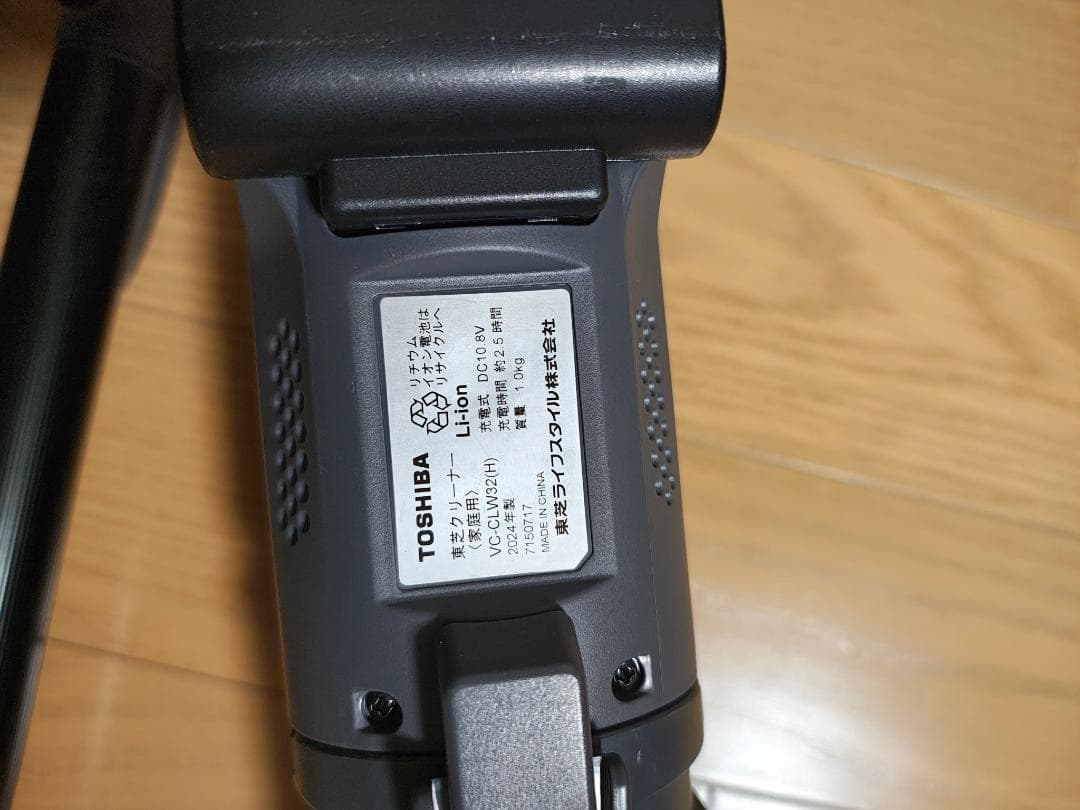 TOSHIBA
東芝クリーナー
〈家庭用〉
VC-CLW32(H)
2024年製
7150717
MADE IN CHINA
リチウム
イオン電池は
リサイクルへ
Li-ion
充電式 DC10.8V
充電時間 約2.5時間
質量 1.0kg
東芝ライフスタイル株式会社